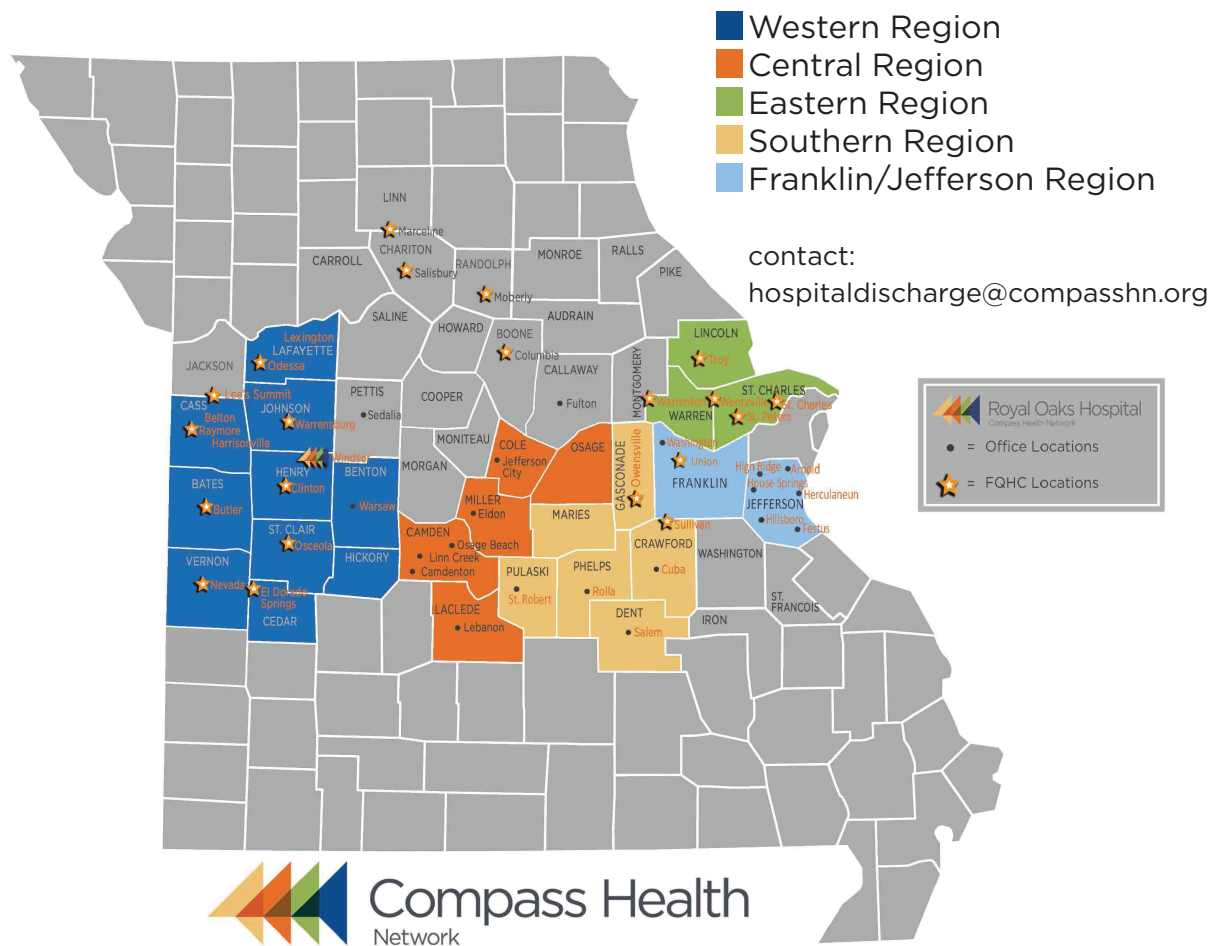 Western Region
Central Region
Eastern Region
Southern Region
Franklin/Jefferson Region
contact:
hospitaldischarge@compasshn.org
LINN
Marceline
CHARITON
Salisbury
CARROLL
RANDOLPH
Moberly
MONROE
RALLS
PIKE
SALINE
HOWARD
BOONE
Columbia
AUDRAIN
CALLAWAY
Fulton
MONTGOMERY
LINCOLN
Troy
Lexington
LAFAYETTE
Odessa
JACKSON
Lee's Summit
CASS
Belton
Raymore
Harrisonville
JOHNSON
Warrensburg
PETTIS
Sedalia
COOPER
MONITEAU
MORGAN
Warrenton
WARREN
Wentzville
ST. CHARLES
St. Charles
St. Peters
Royal Oaks Hospital
Compass Health Network
= Office Locations
= FQHC Locations
HENRY
Windsor
Clinton
BENTON
Warsaw
BATES
Butler
ST. CLAIR
Osceola
HICKORY
VERNON
Nevada
El Dorado
Springs
CEDAR
COLE
Jefferson
City
OSAGE
MILLER
Eldon
CAMDEN
Osage Beach
Linn Creek
Camdenton
LACLEDE
Lebanon
GASCONADE
Owensville
MARIES
PULASKI
St. Robert
PHELPS
Rolla
CRAWFORD
Cuba
DENT
Salem
Washington
Union
FRANKLIN
Sullivan
High Ridge
Arnold
House Springs
Herculaneun
JEFFERSON
Hillsboro
Festus
WASHINGTON
ST.
FRANCOIS
IRON
Compass Health
Network